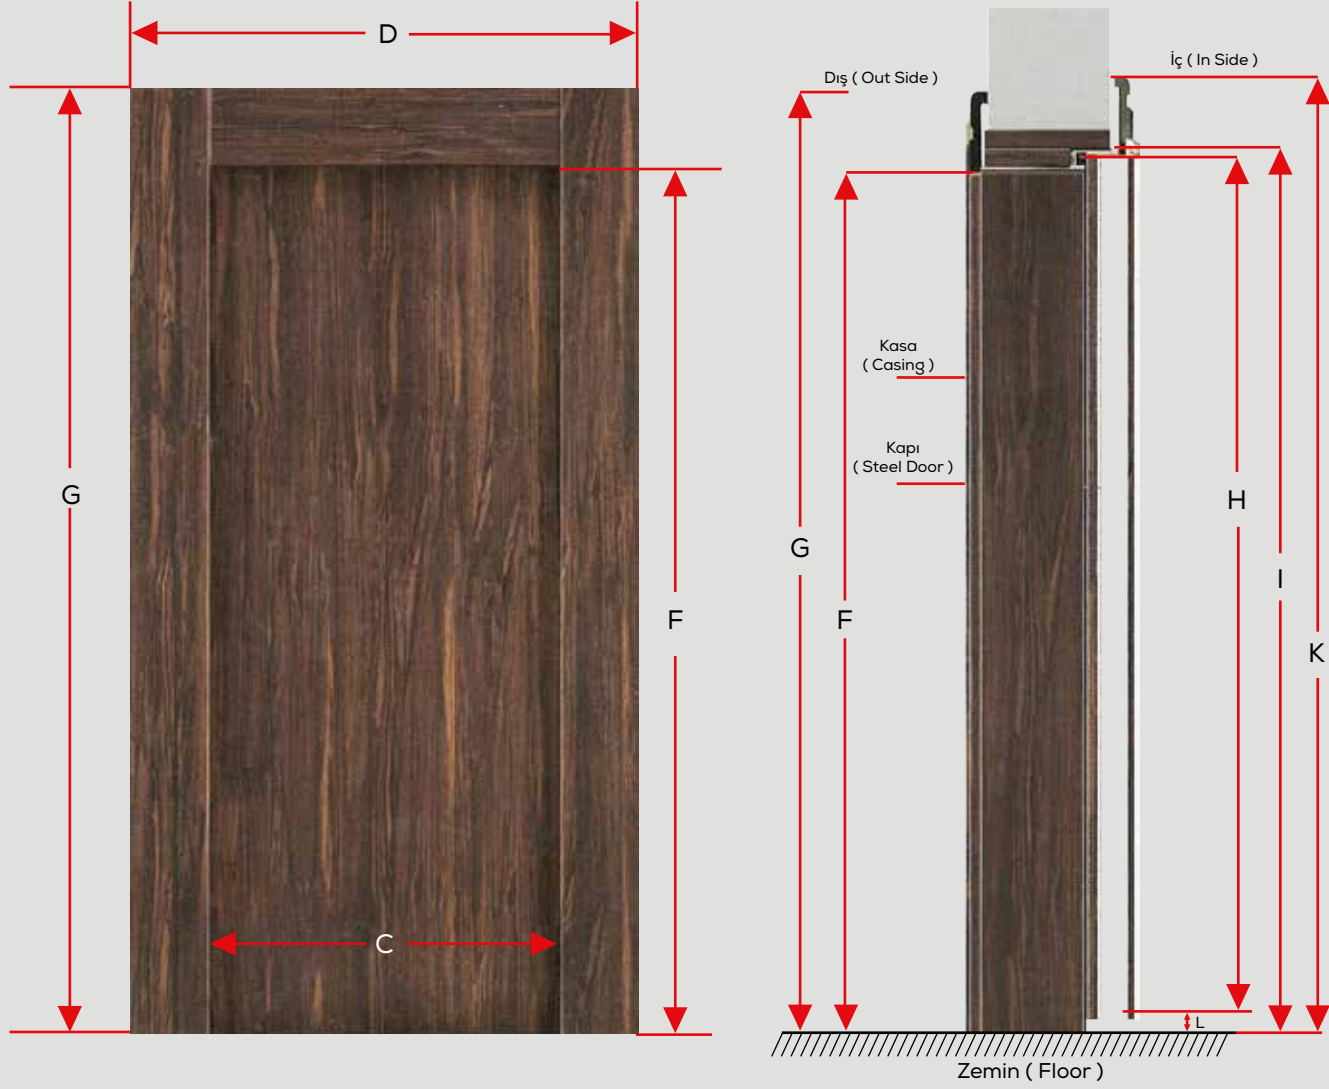 D
G
F
C
Dış ( Out Side )
İç ( In Side )
Kasa
( Casing )
Kapı
( Steel Door )
G
F
H
I
K
L
Zemin ( Floor )